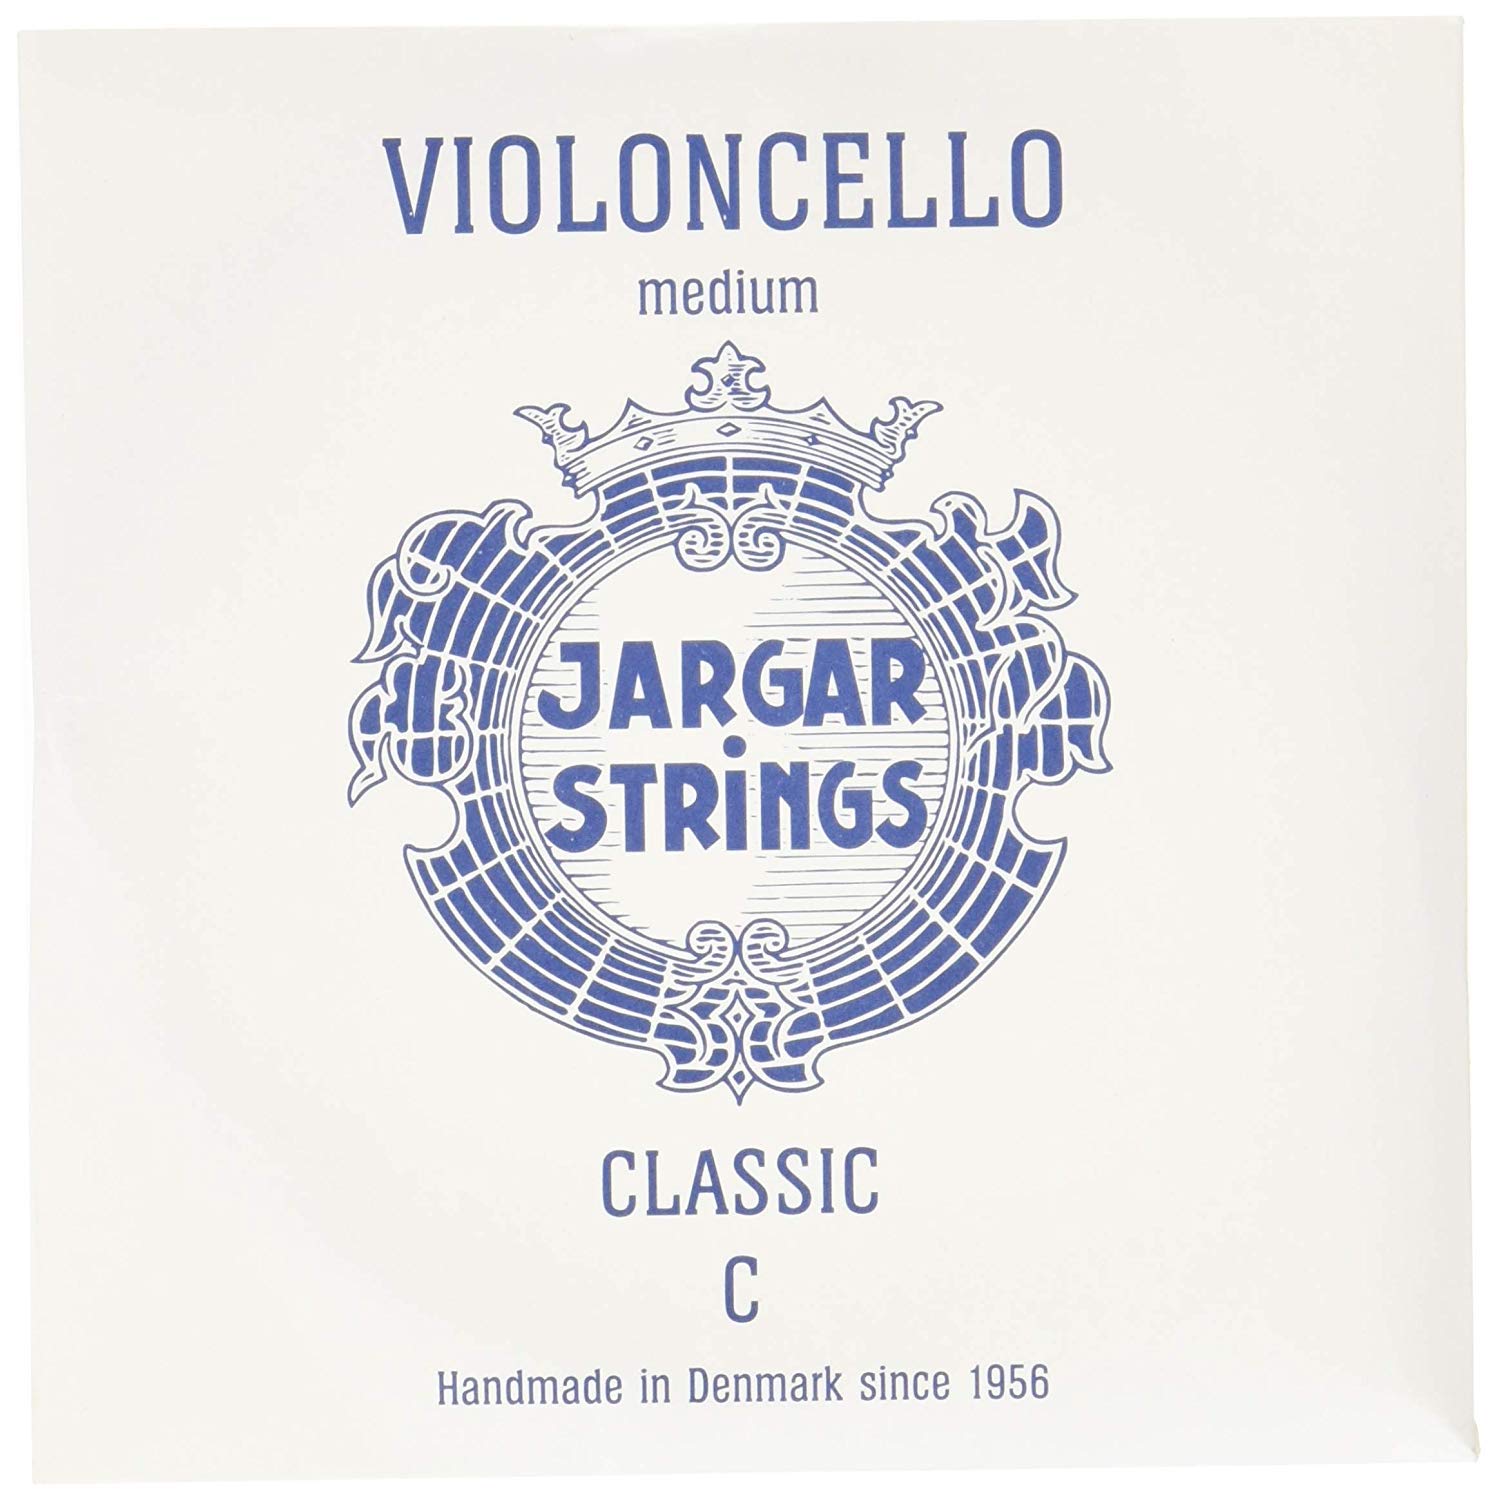 VIOLONCELLO
medium
JARGAR
STRiNGS
CLASSIC
C
Handmade in Denmark since 1956